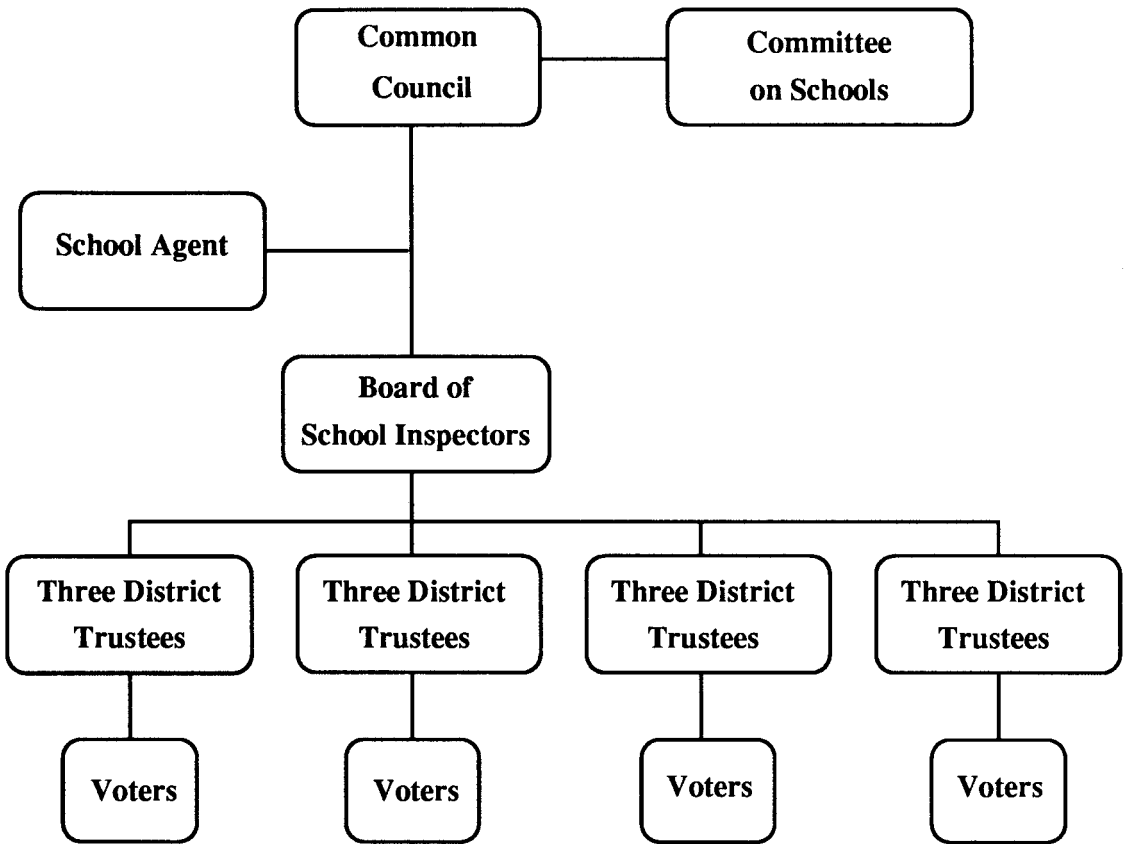 Common
Council
Committee
on Schools
School Agent
Board of
School Inspectors
Three District
Trustees
Three District
Trustees
Three District
Trustees
Three District
Trustees
Voters
Voters
Voters
Voters